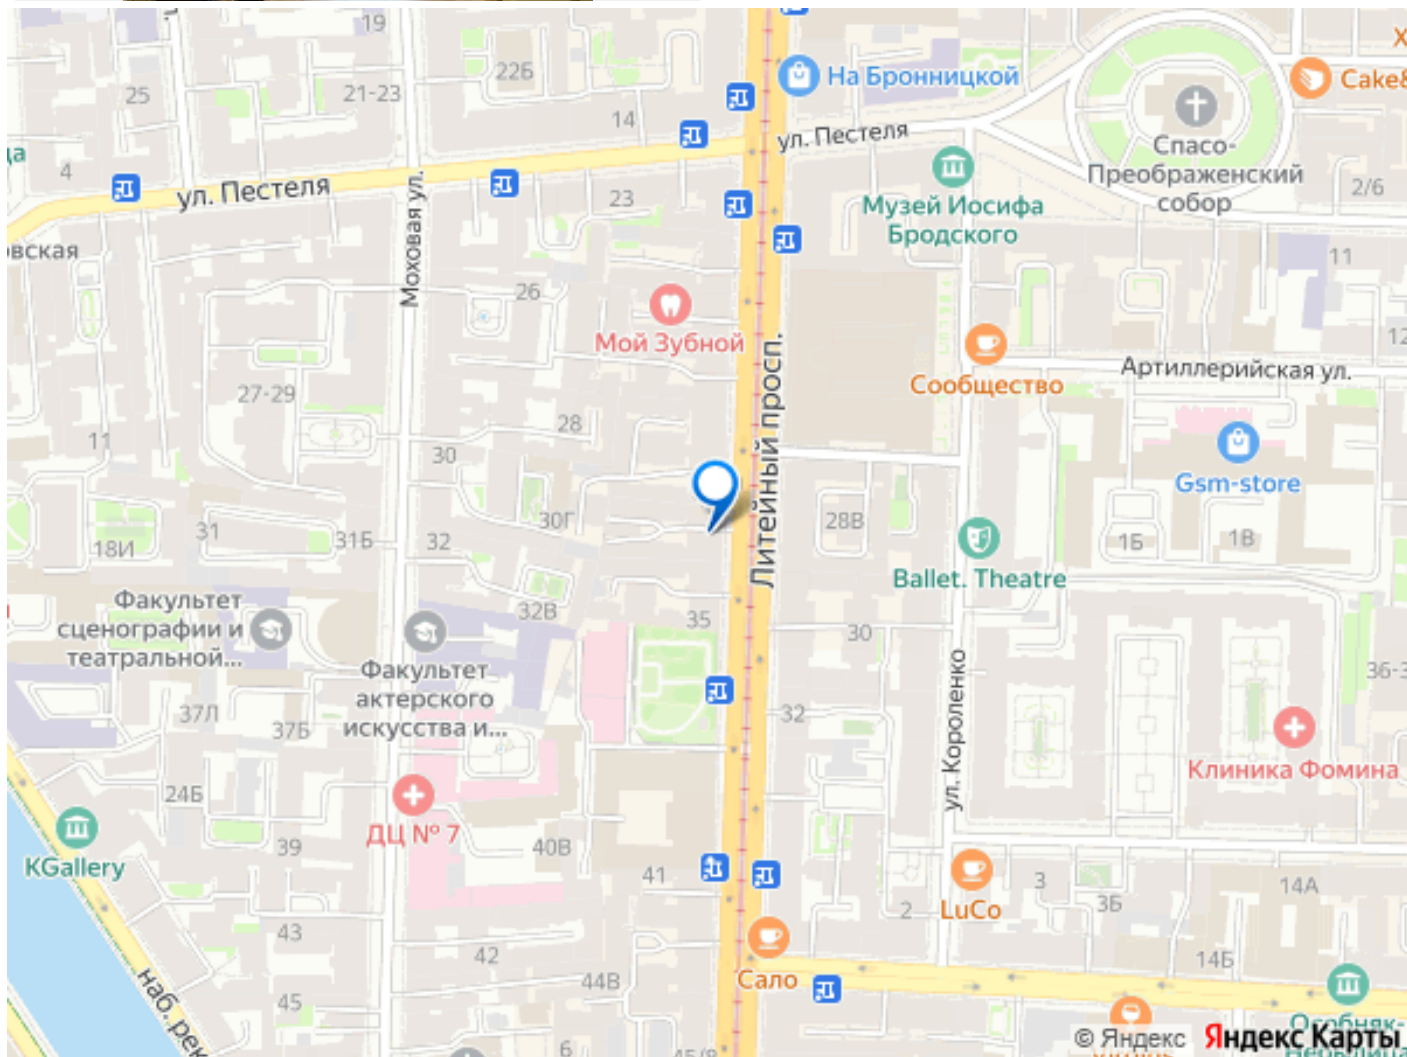 19
22Б
21-23
25
14
На Бронницкой
Cake&
ул. Пестеля
Спасо-
Преображенский
собор
4
ул. Пестеля
23
2/6
Музей Иосифа
Бродского
Моховая ул.
11
26
Мой Зубной
Литейный просп.
12
Артиллерийская ул.
Сообщество
27-29
28
11
30
Gsm-store
30Г
28В
31
31Б
32
18И
1Б
1В
Ballet. Theatre
Факультет
сценографии и
театральной...
32В
35
30
Факультет
актерского
искусства и...
ул. Короленко
37Л
37Б
32
Клиника Фомина
24Б
ДЦ № 7
KGallery
39
40В
41
3
3Б
14А
LuCo
2
43
42
Сало
44В
14Б
45
наб. рек
6
45/8
Особняк-
© Яндекс Яндекс Карты